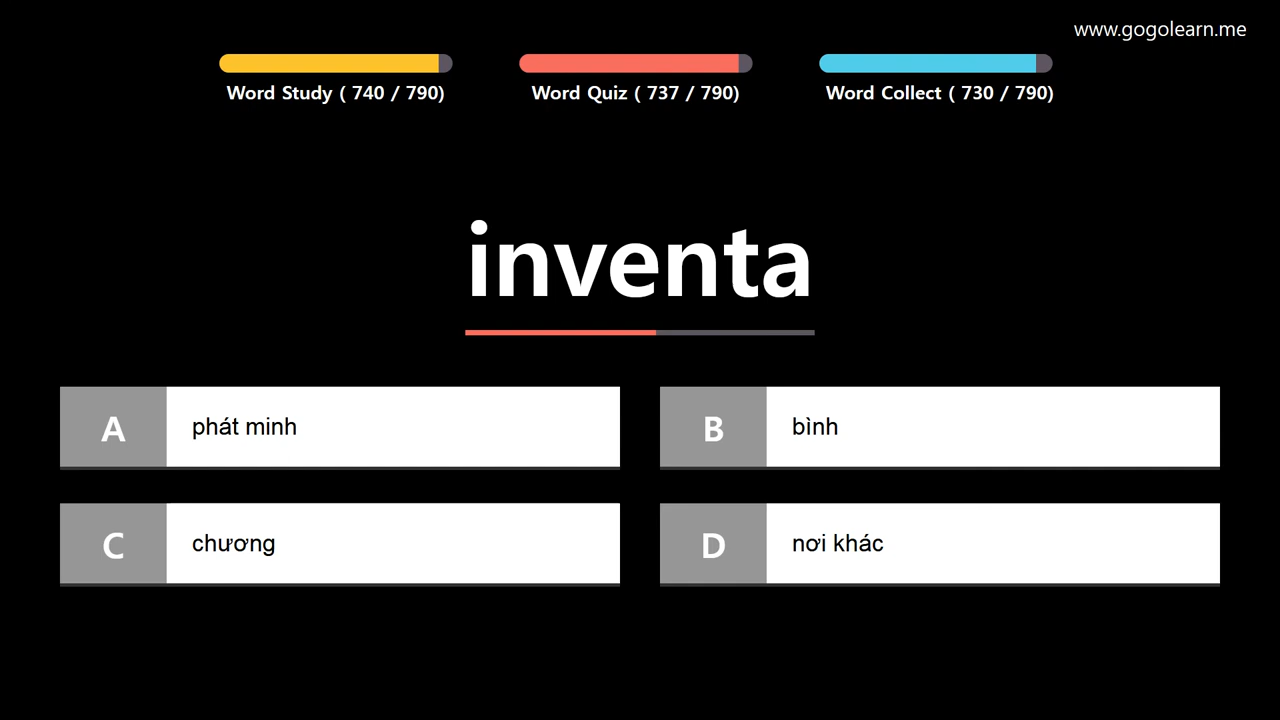 www.gogolearn.me
Word Study ( 740 / 790)
Word Quiz ( 737 / 790)
Word Collect ( 730 / 790)
inventa
A phát minh
B bình
C chương
D nơi khác